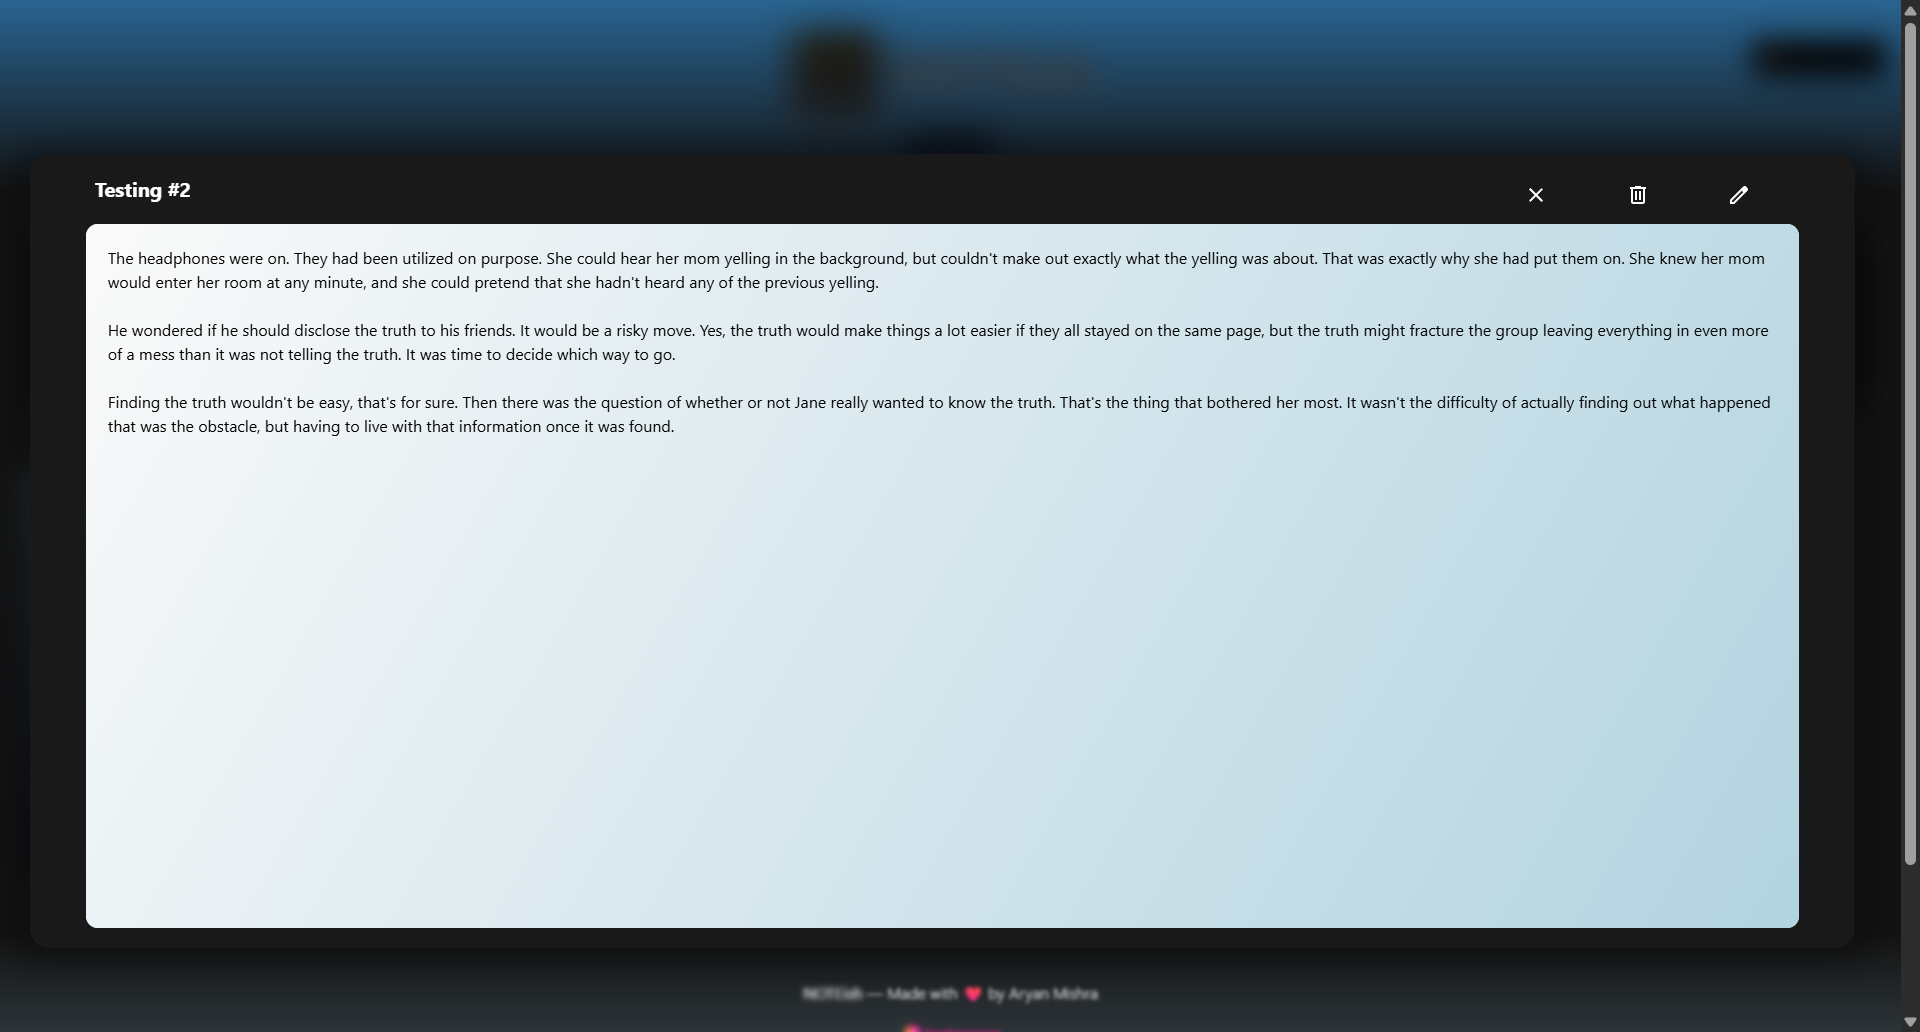 Testing #2
The headphones were on. They had been utilized on purpose. She could hear her mom yelling in the background, but couldn't make out exactly what the yelling was about. That was exactly why she had put them on. She knew her mom
would enter her room at any minute, and she could pretend that she hadn't heard any of the previous yelling.
He wondered if he should disclose the truth to his friends. It would be a risky move. Yes, the truth would make things a lot easier if they all stayed on the same page, but the truth might fracture the group leaving everything in even more
of a mess than it was not telling the truth. It was time to decide which way to go.
Finding the truth wouldn't be easy, that's for sure. Then there was the question of whether or not Jane really wanted to know the truth. That's the thing that bothered her most. It wasn't the difficulty of actually finding out what happened
that was the obstacle, but having to live with that information once it was found.
— Made with ❤ by Aryan Mishra